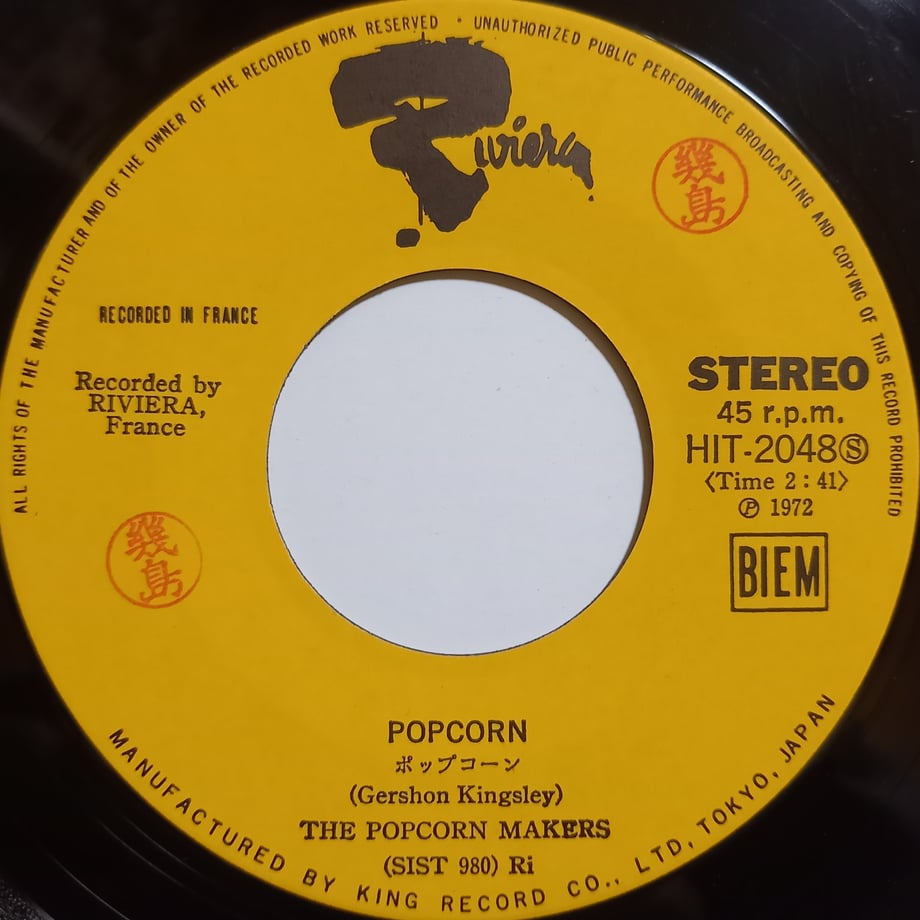 ALL RIGHTS OF THE MANUFACTURER AND OF THE OWNER OF THE RECORDED WORK RESERVED · UNAUTHORIZED PUBLIC PERFORMANCE BROADCASTING AND COPYING OF THIS RECORD PROHIBITED
Riviera
幾島
RECORDED IN FRANCE
Recorded by
RIVIERA,
France
STEREO
45 r.p.m.
HIT-2048Ⓢ
〈Time 2:41〉
Ⓟ 1972
BIEM
幾島
POPCORN
ポップコーン
(Gershon Kingsley)
THE POPCORN MAKERS
(SIST 980) Ri
MANUFACTURED BY KING RECORD CO., LTD, TOKYO, JAPAN